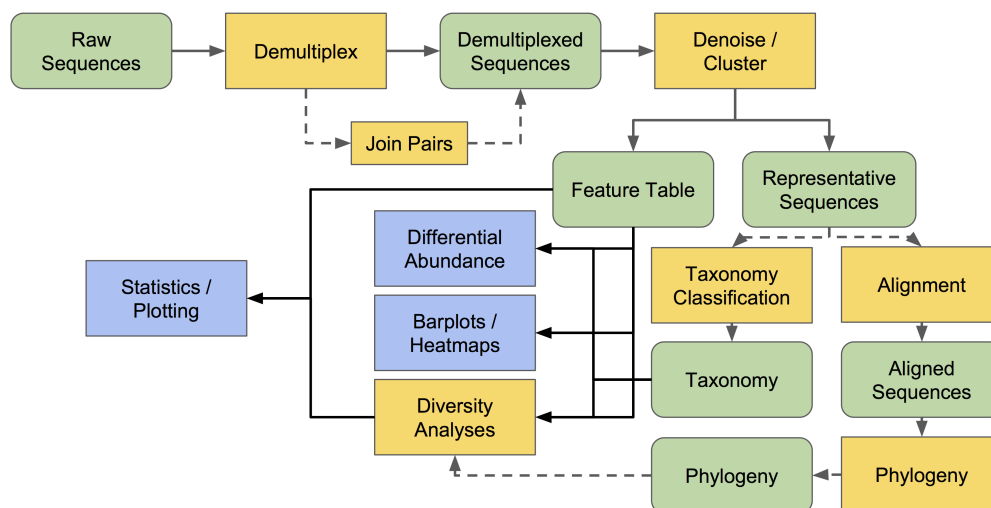 Raw
Sequences
Demultiplex
Demultiplexed
Sequences
Denoise /
Cluster
Join Pairs
Feature Table
Representative
Sequences
Differential
Abundance
Taxonomy
Classification
Alignment
Statistics /
Plotting
Barplots /
Heatmaps
Taxonomy
Aligned
Sequences
Diversity
Analyses
Phylogeny
Phylogeny